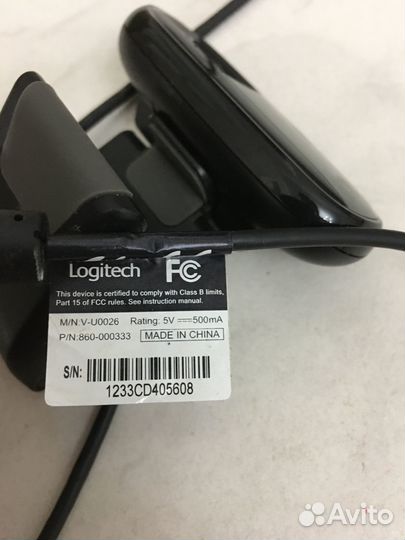 Logitech FC
This device is certified to comply with Class B limits,
Part 15 of FCC rules. See instruction manual.
M/N:V-U0026 Rating: 5V ⎓500mA
P/N:860-000333 MADE IN CHINA
S/N:
1233CD405608
Avito